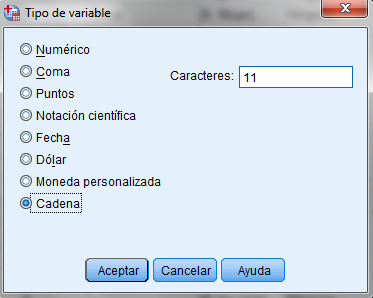 Tipo de variable
Numérico
Coma
Caracteres: 11
Puntos
Notación científica
Fecha
Dólar
Moneda personalizada
Cadena
Aceptar Cancelar Ayuda